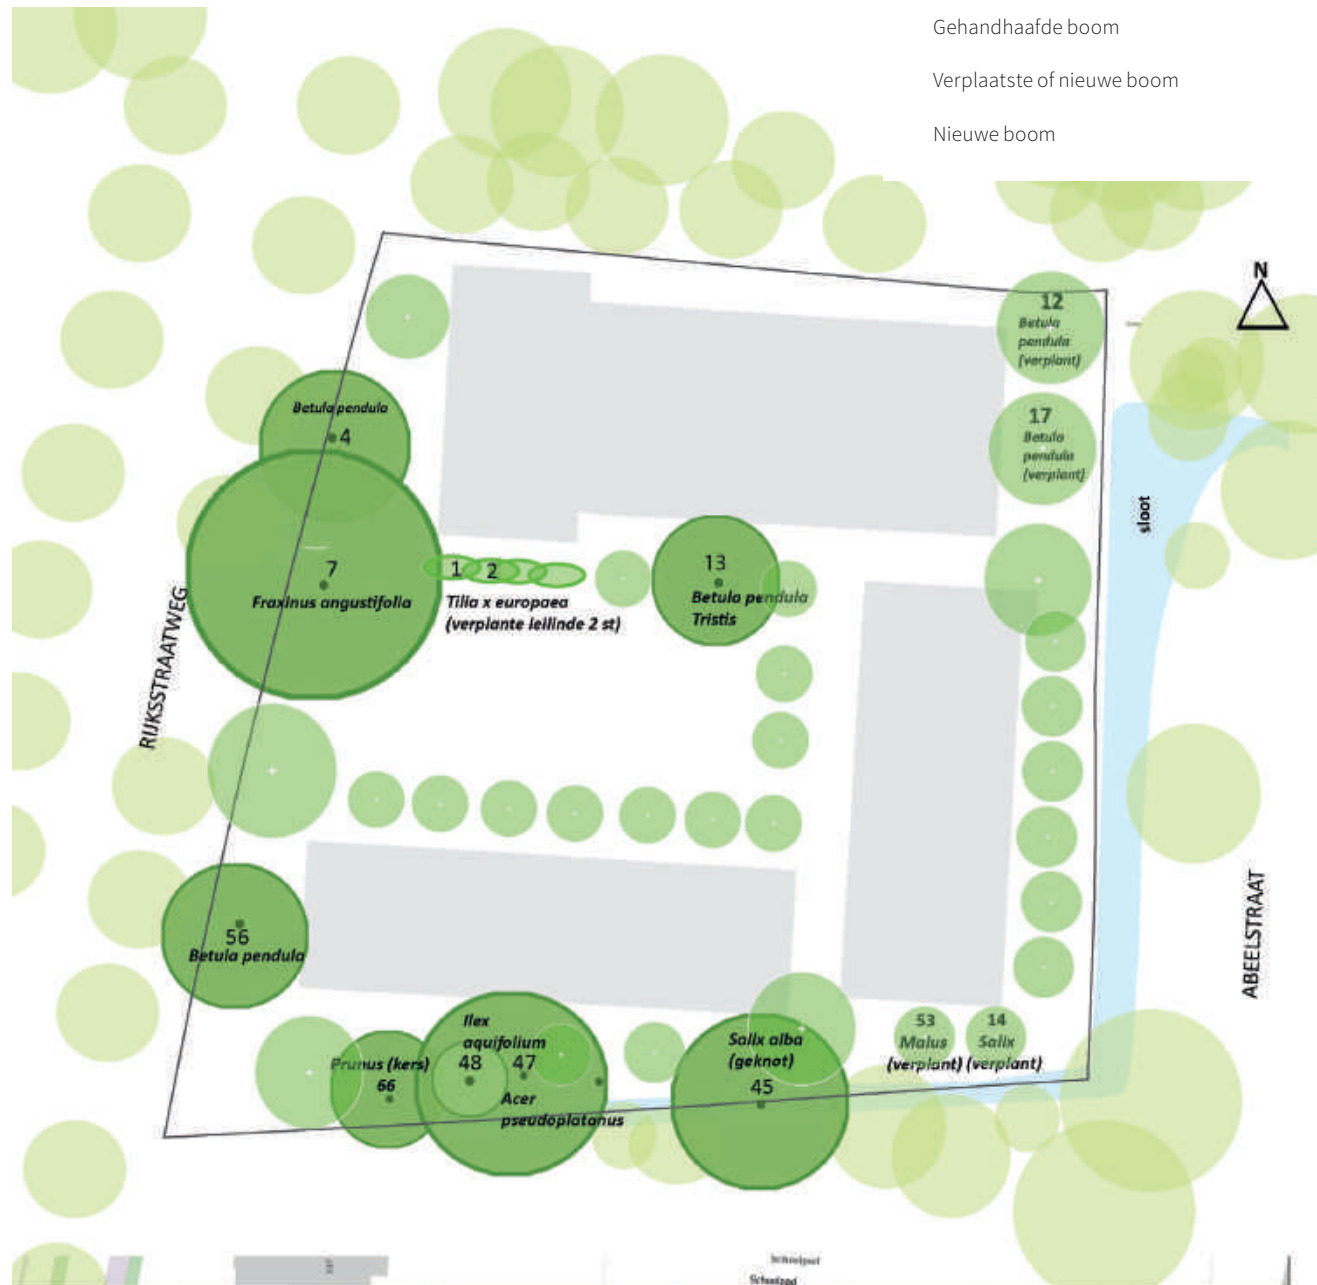 Gehandhaafde boom
Verplaatste of nieuwe boom
Nieuwe boom
N
12
Betula
pendula
(verplant)
17
Betula
pendula
(verplant)
sloot
Betula pendula
4
7
Fraxinus angustifolia
1
2
Tilia x europaea
(verplante leilinde 2 st)
13
Betula pendula
Tristis
RIJKSSTRAATWEG
56
Betula pendula
ABEELSTRAAT
Ilex
aquifolium
48
47
Acer
pseudoplatanus
Prunus (kers)
66
Salix alba
(geknot)
45
53
Malus
(verplant)
14
Salix
(verplant)
Schoolpad
Schoolpad